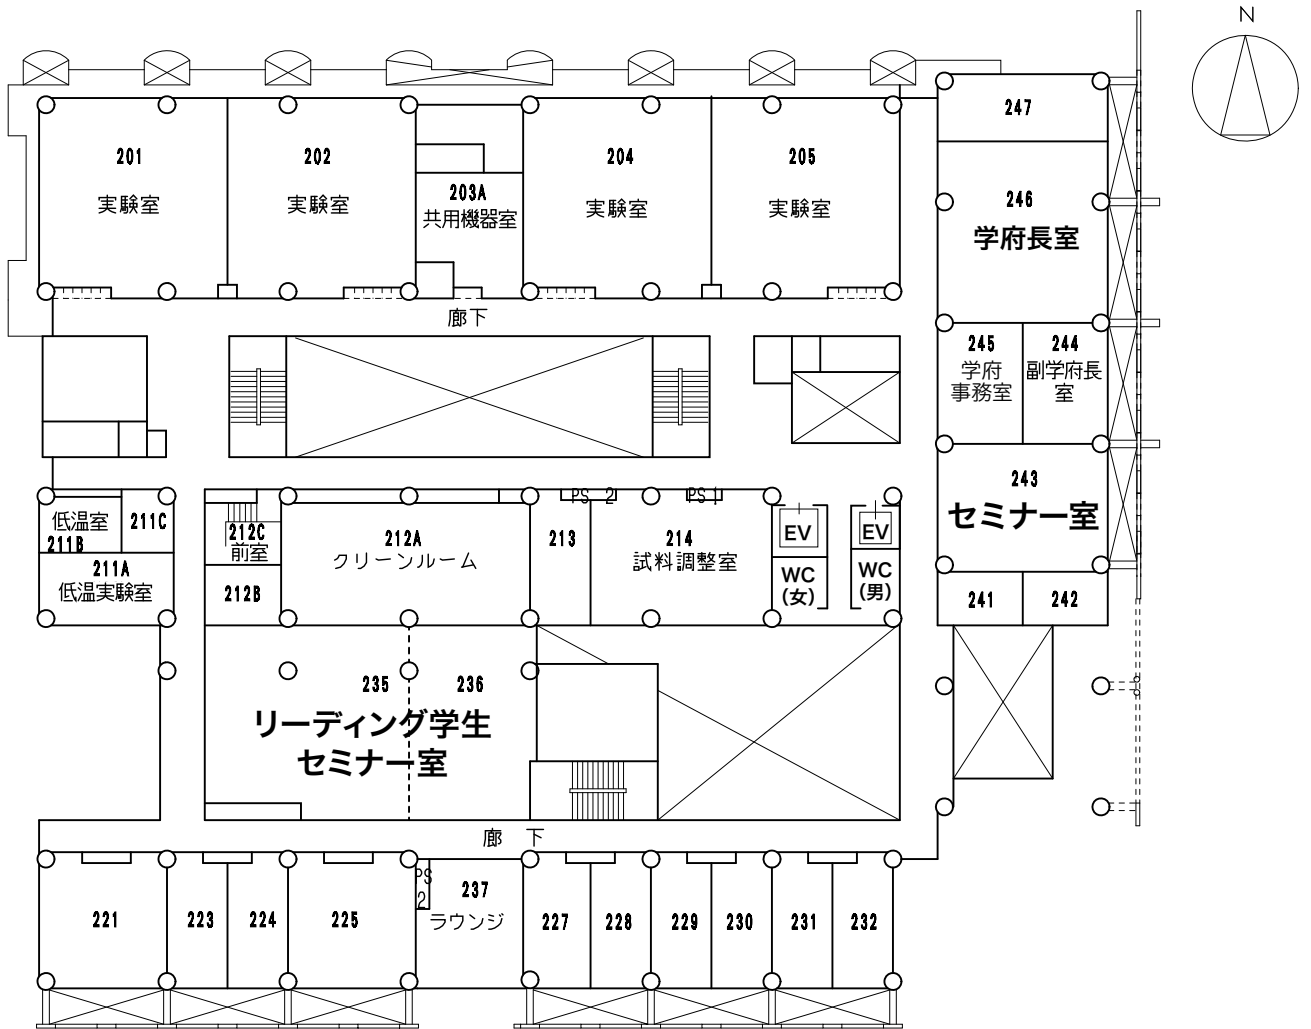 N
247
201
実験室
202
実験室
203A
共用機器室
204
実験室
205
実験室
246
学府長室
廊下
245
学府
事務室
244
副学府長
室
243
セミナー室
低温室
211B
211C
211A
低温実験室
212C
前室
212B
212A
クリーンルーム
PS 2
213
PS 1
214
試料調整室
EV
WC
(女)
EV
WC
(男)
241
242
235
236
リーディング学生
セミナー室
廊 下
221
223
224
225
PS
2
237
ラウンジ
227
228
229
230
231
232